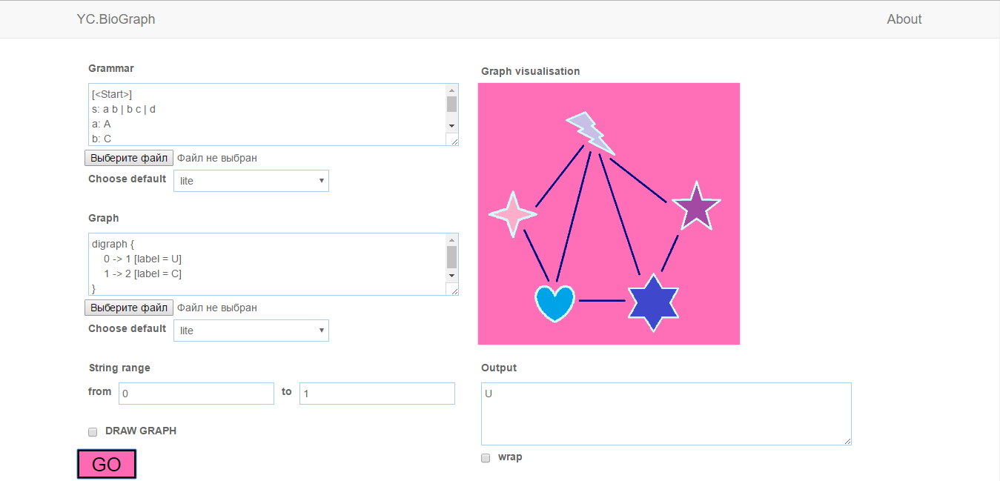 YC.BioGraph
About
Grammar
[<Start>]
s: a b | b c | d
a: A
b: C
Выберите файл Файл не выбран
Choose default lite
Graph
digraph {
0 -> 1 [label = U]
1 -> 2 [label = C]
}
Выберите файл Файл не выбран
Choose default lite
String range
from 0 to 1
DRAW GRAPH
GO
Graph visualisation
Output
U
wrap